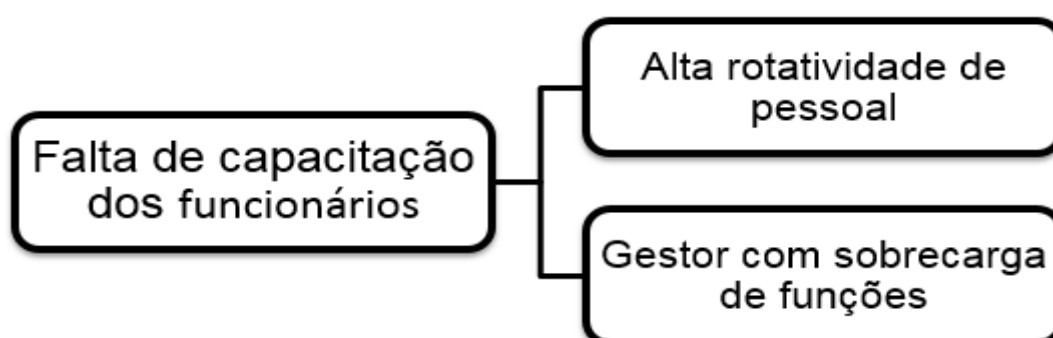 Alta rotatividade de
pessoal
Falta de capacitação
dos funcionários
Gestor com sobrecarga
de funções